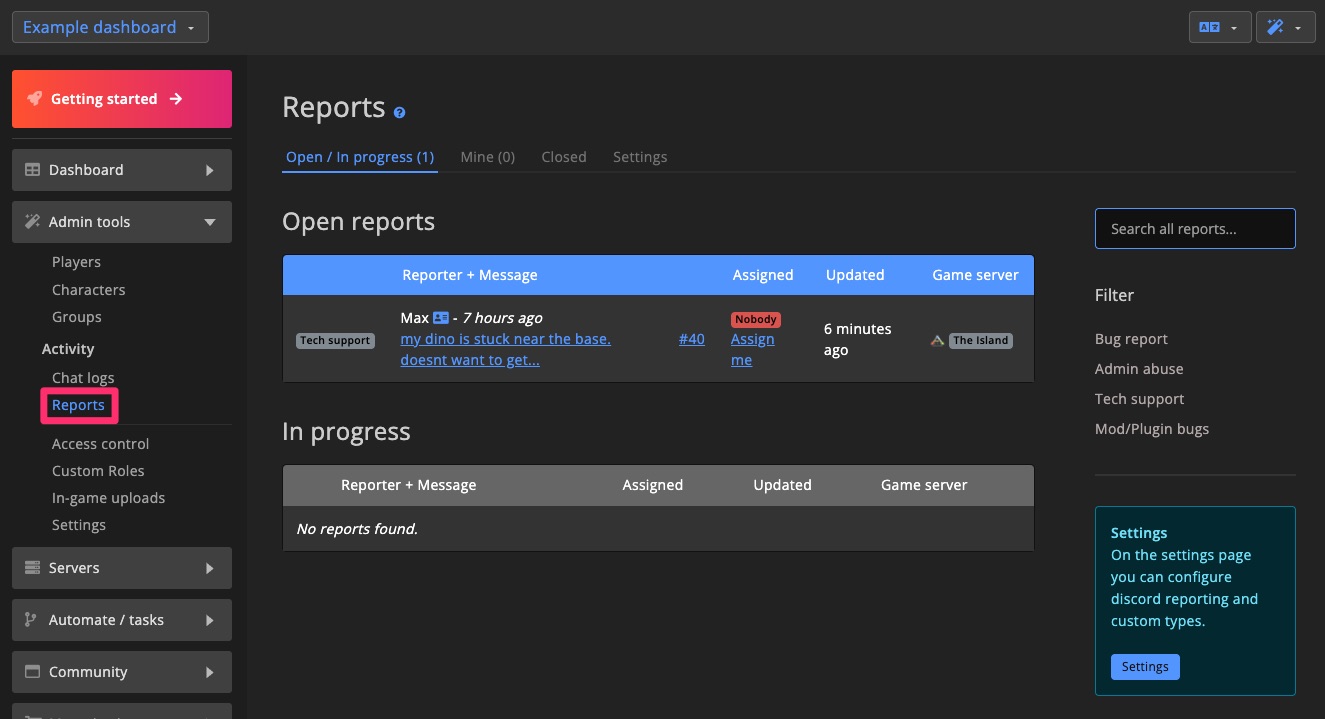 Example dashboard
Getting started
Dashboard
Admin tools
Players
Characters
Groups
Activity
Chat logs
Reports
Access control
Custom Roles
In-game uploads
Settings
Servers
Automate / tasks
Community
Reports
Open / In progress (1) Mine (0) Closed Settings
Open reports
Reporter + Message Assigned Updated Game server
Tech support
Max - 7 hours ago
my dino is stuck near the base.
doesnt want to get...
#40
Nobody
Assign
me
6 minutes
ago
The Island
In progress
Reporter + Message Assigned Updated Game server
No reports found.
Search all reports...
Filter
Bug report
Admin abuse
Tech support
Mod/Plugin bugs
Settings
On the settings page
you can configure
discord reporting and
custom types.
Settings